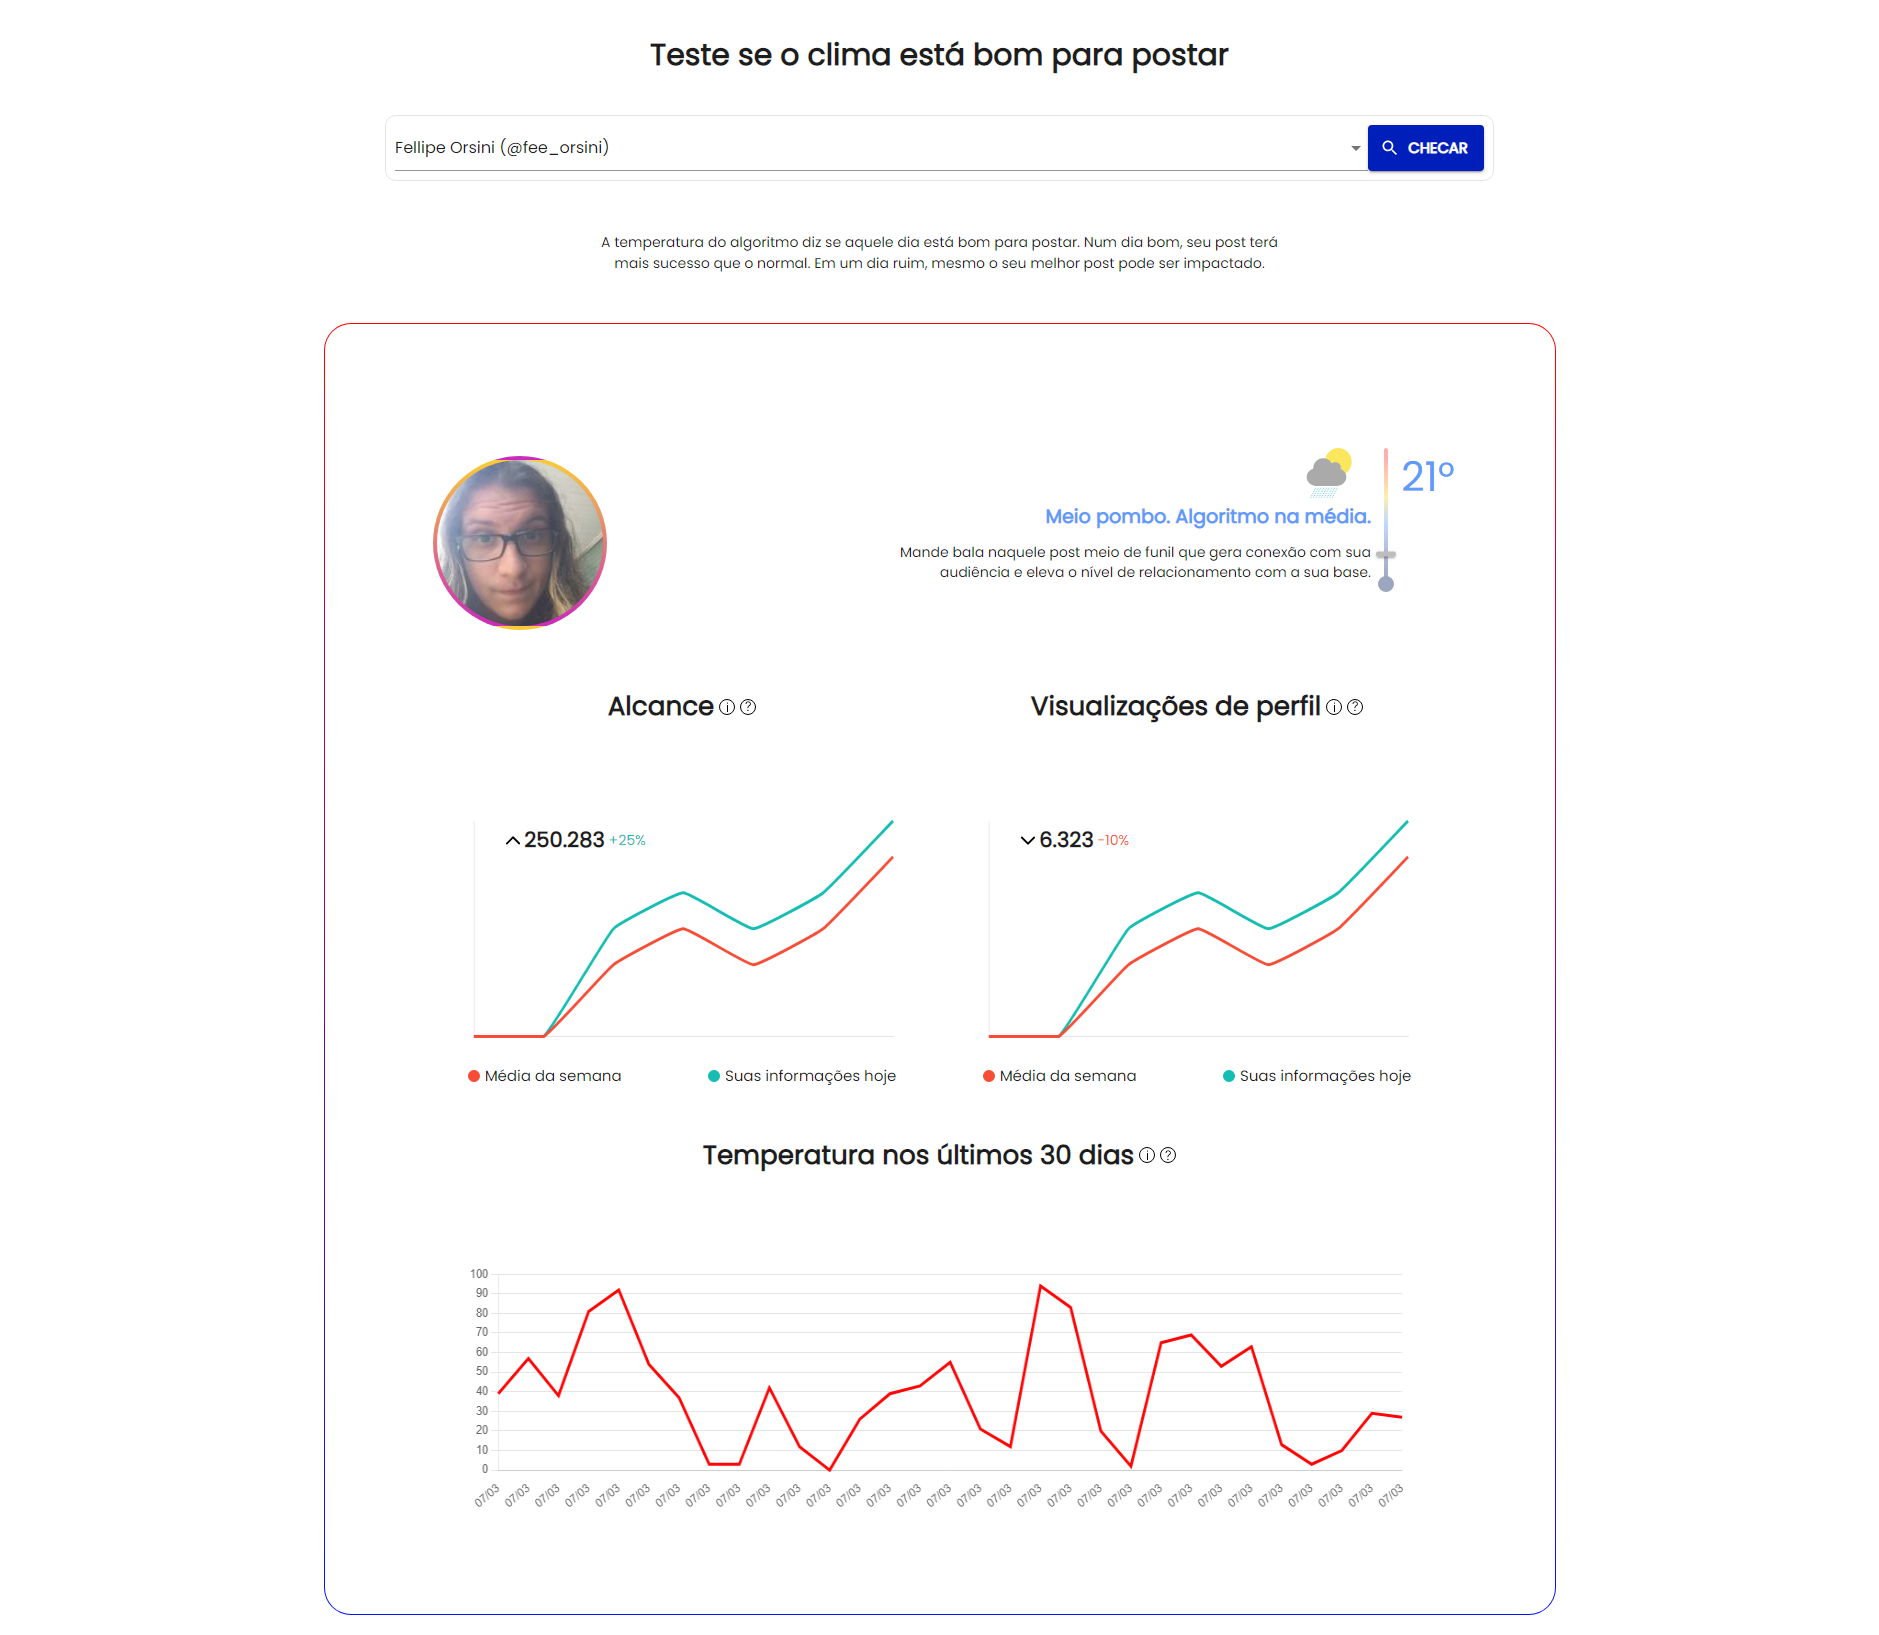 Teste se o clima está bom para postar
Fellipe Orsini (@fee_orsini)
CHECAR
A temperatura do algoritmo diz se aquele dia está bom para postar. Num dia bom, seu post terá
mais sucesso que o normal. Em um dia ruim, mesmo o seu melhor post pode ser impactado.
21°
Meio pombo. Algoritmo na média.
Mande bala naquele post meio de funil que gera conexão com sua
audiência e eleva o nível de relacionamento com a sua base.
Alcance
Visualizações de perfil
250.283 +25%
6.323 -10%
Média da semana
Suas informações hoje
Média da semana
Suas informações hoje
Temperatura nos últimos 30 dias
100
90
80
70
60
50
40
30
20
10
0
07/03 07/03 07/03 07/03 07/03 07/03 07/03 07/03 07/03 07/03 07/03 07/03 07/03 07/03 07/03 07/03 07/03 07/03 07/03 07/03 07/03 07/03 07/03 07/03 07/03 07/03 07/03 07/03 07/03 07/03 07/03